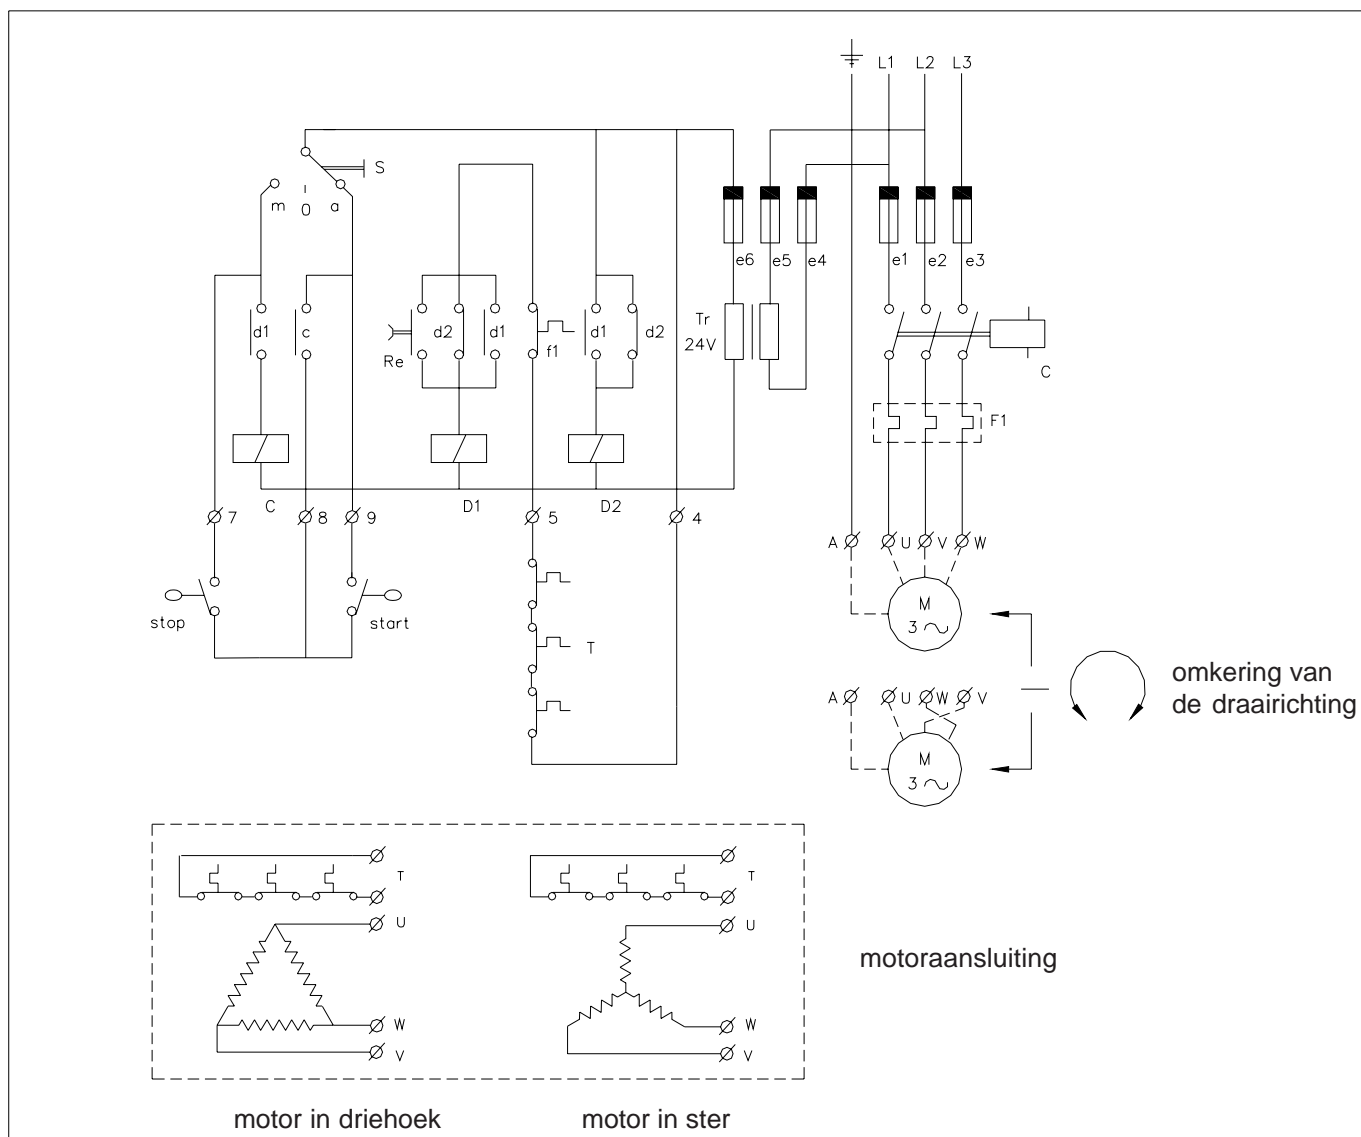 L1 L2 L3
S
m 0 a
e6 e5 e4 e1 e2 e3
d1 c d2 d1 d1 d2 Tr
Re f1 24V
C
F1
C D1 D2
7 8 9 5 4
A U V W
stop start
M
3
T
omkering van
de draairichting
A U W V
M
3
T T
U U
motoraansluiting
W W
V V
motor in driehoek motor in ster